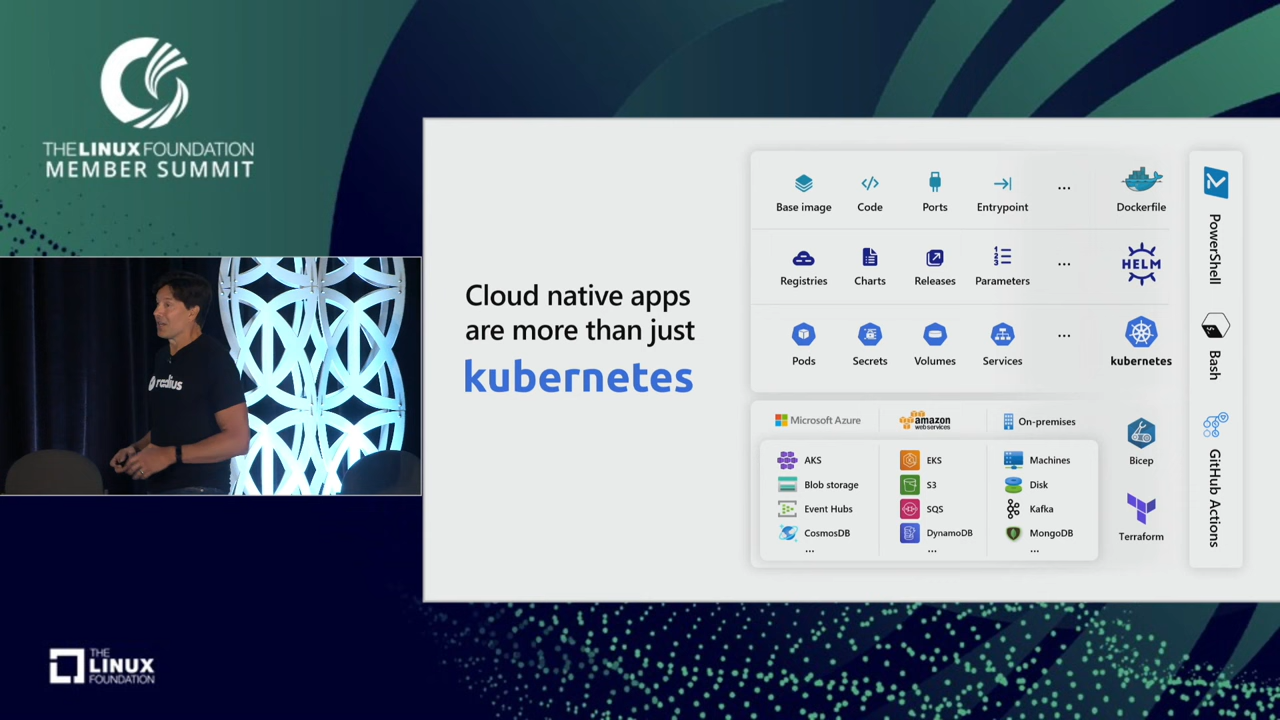 THE LINUX FOUNDATION
MEMBER SUMMIT
radius
Cloud native apps
are more than just
kubernetes
Base image Code Ports Entrypoint ... Dockerfile
Registries Charts Releases Parameters ... HELM
Pods Secrets Volumes Services ... kubernetes
Microsoft Azure amazon web services On-premises
AKS EKS Machines
Blob storage S3 Disk
Event Hubs SQS Kafka
CosmosDB DynamoDB MongoDB
... ... ...
Bicep
Terraform
PowerShell
Bash
GitHub Actions
THE
LINUX
FOUNDATION